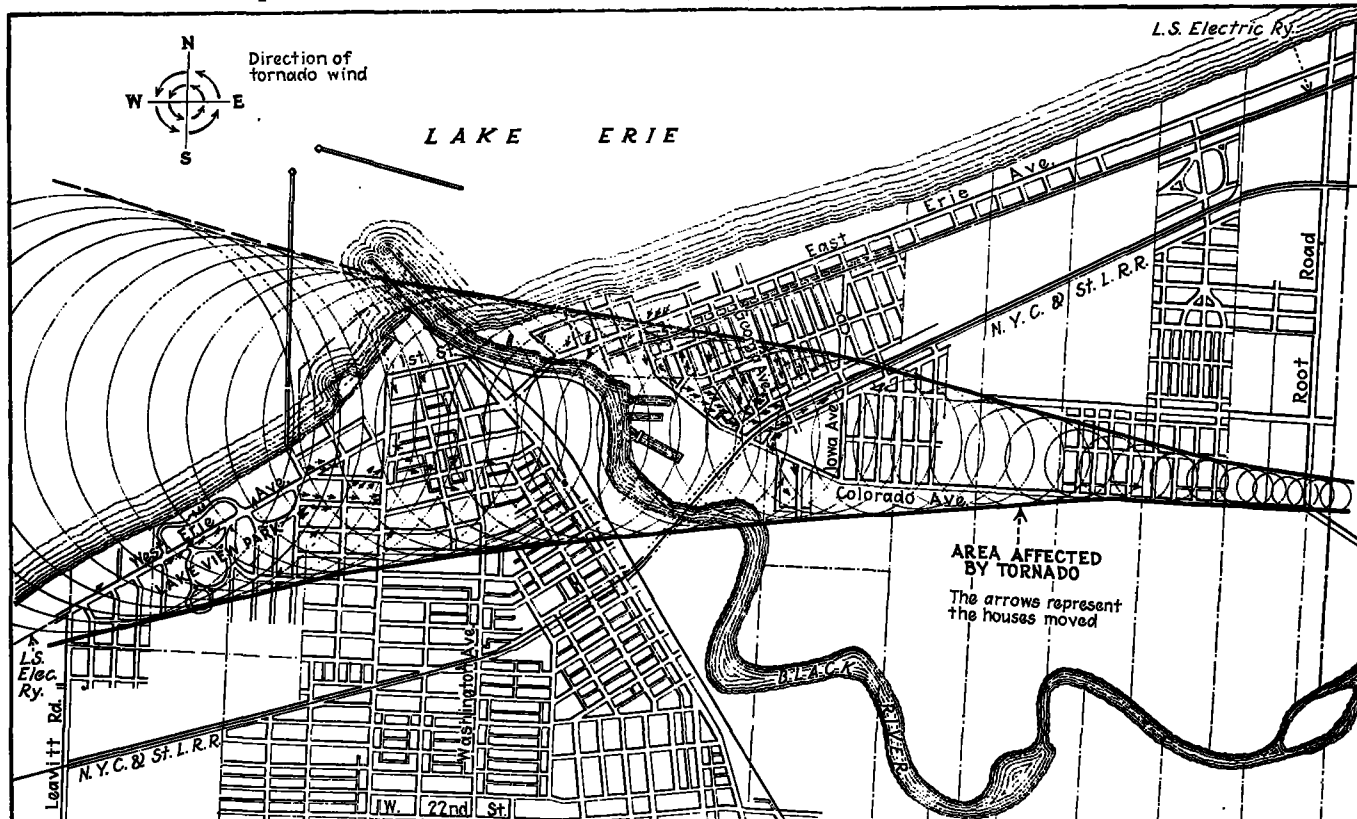 L.S. Electric Ry.
N
Direction of
tornado wind
W
E
S
LAKE ERIE
East Erie Ave.
N.Y.C. & St. L. R.R.
Root Road
1st St.
Iowa Ave.
Colorado Ave.
West Erie Ave.
LAKE VIEW PARK
AREA AFFECTED
BY TORNADO
The arrows represent
the houses moved
L.S.
Elec.
Ry.
Leavitt Rd.
N.Y.C. & St. L. R.R.
Washington Ave.
BLACK RIVER
W. 22nd St.